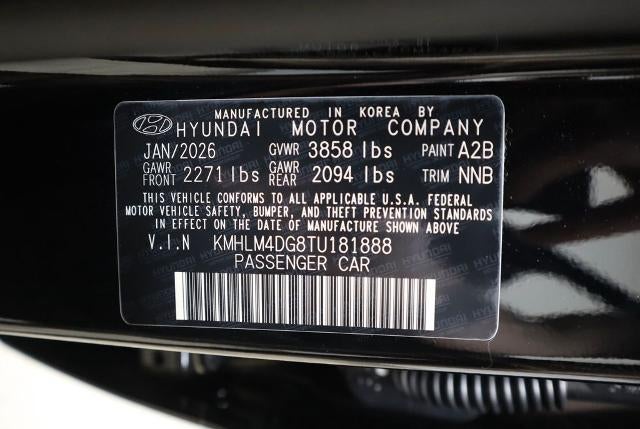 MANUFACTURED IN KOREA BY
HYUNDAI MOTOR COMPANY
JAN/2026 GVWR 3858 lbs PAINT A2B
GAWR FRONT 2271 lbs GAWR REAR 2094 lbs TRIM NNB
THIS VEHICLE CONFORMS TO ALL APPLICABLE U.S.A. FEDERAL
MOTOR VEHICLE SAFETY, BUMPER, AND THEFT PREVENTION STANDARDS
IN EFFECT ON THE DATE OF MANUFACTURE SHOWN ABOVE
V.I.N KMHLM4DG8TU181888
PASSENGER CAR